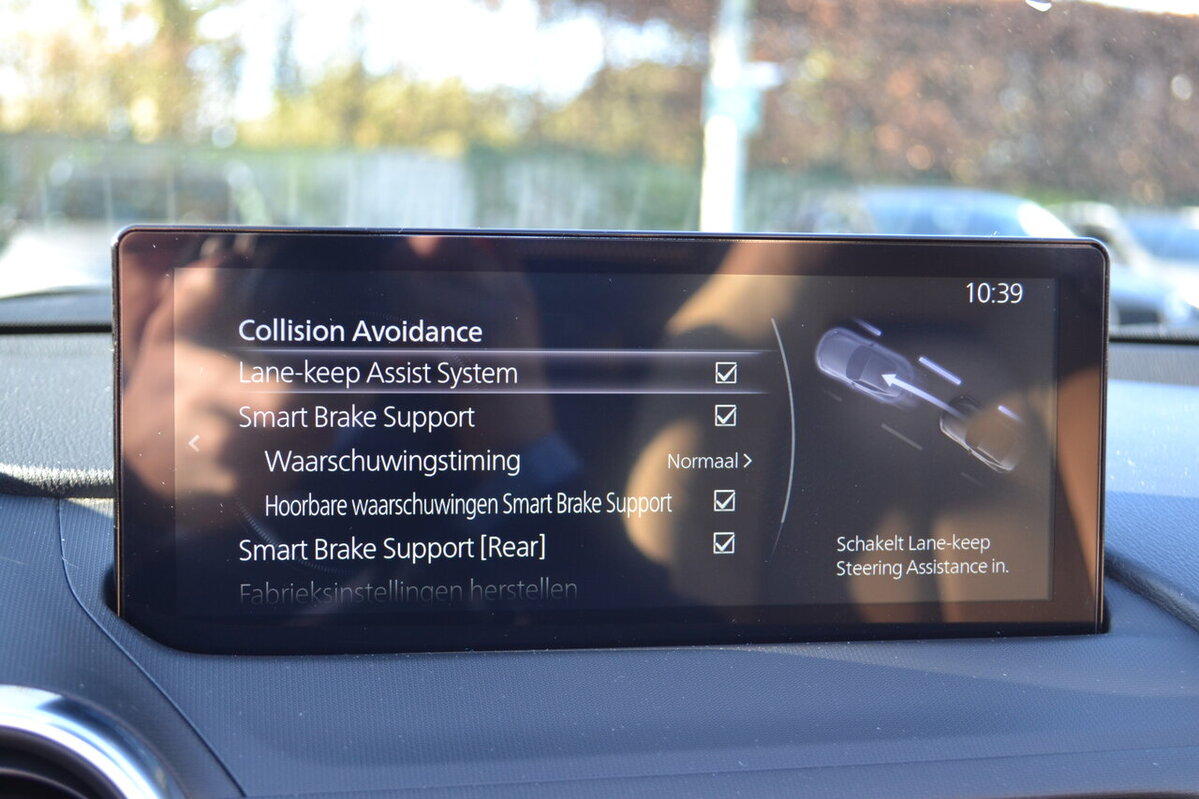 10:39
Collision Avoidance
Lane-keep Assist System
Smart Brake Support
Waarschuwingstiming Normaal
Hoorbare waarschuwingen Smart Brake Support
Smart Brake Support [Rear]
Fabrieksinstellingen herstellen
Schakelt Lane-keep
Steering Assistance in.